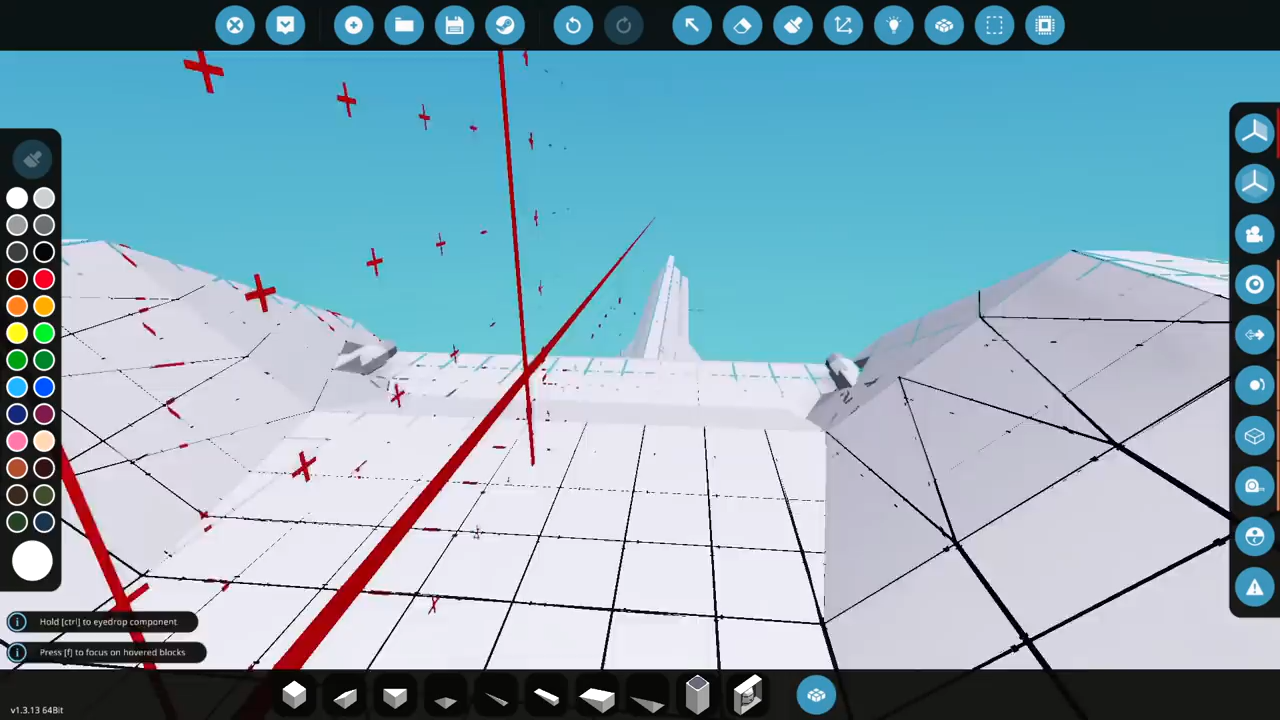 Hold [ctrl] to eyedrop component
Press [f] to focus on hovered blocks
v1.3.13 64Bit